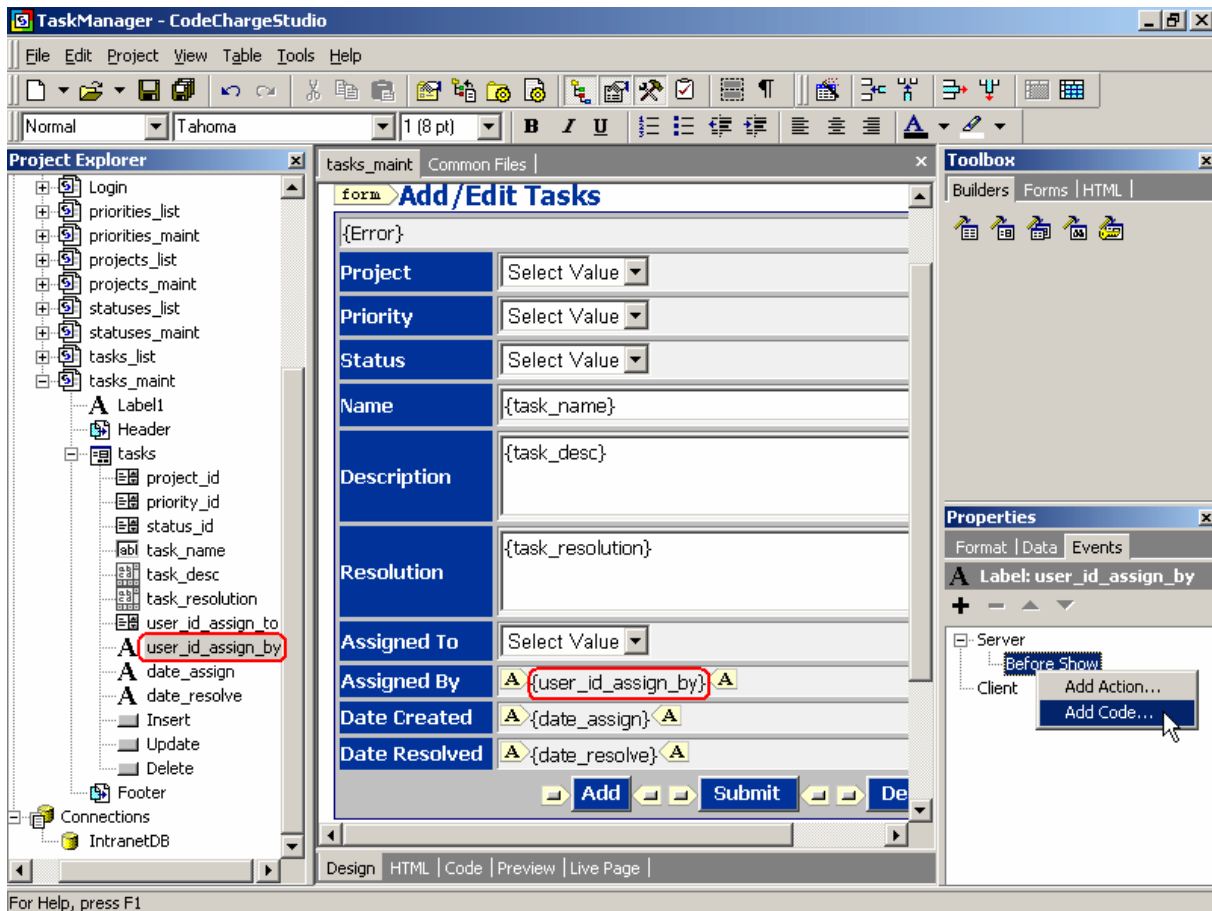 TaskManager - CodeChargeStudio
File Edit Project View Table Tools Help
Normal Tahoma 1 (8 pt) B I U A
Project Explorer
Login
priorities_list
priorities_maint
projects_list
projects_maint
statuses_list
statuses_maint
tasks_list
tasks_maint
A Label1
Header
tasks
project_id
priority_id
status_id
task_name
task_desc
task_resolution
user_id_assign_to
A user_id_assign_by
A date_assign
A date_resolve
Insert
Update
Delete
Footer
Connections
IntranetDB
tasks_maint Common Files
form Add/Edit Tasks
{Error}
Project Select Value
Priority Select Value
Status Select Value
Name {task_name}
Description {task_desc}
Resolution {task_resolution}
Assigned To Select Value
Assigned By A {user_id_assign_by} A
Date Created A {date_assign} A
Date Resolved A {date_resolve} A
Add Submit De
Design HTML Code Preview Live Page
Toolbox
Builders Forms HTML
Properties
Format Data Events
A Label: user_id_assign_by
Server
Before Show
Client
Add Action...
Add Code...
For Help, press F1